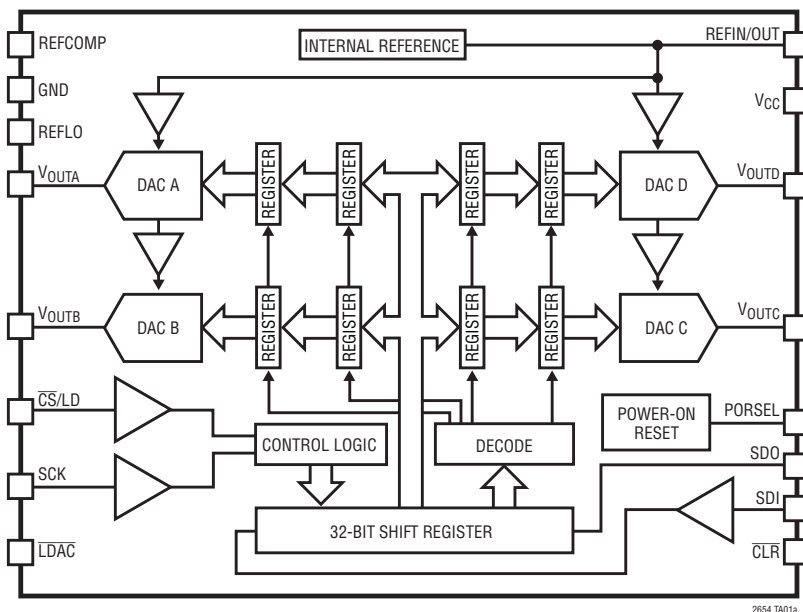 REFCOMP
INTERNAL REFERENCE
REFIN/OUT
GND
VCC
REFLO
VOUTA
DAC A
REGISTER
REGISTER
REGISTER
REGISTER
DAC D
VOUTD
VOUTB
DAC B
REGISTER
REGISTER
REGISTER
REGISTER
DAC C
VOUTC
CS/LD
CONTROL LOGIC
DECODE
POWER-ON
RESET
PORSEL
SCK
SDO
32-BIT SHIFT REGISTER
SDI
LDAC
CLR
2654 TA01a